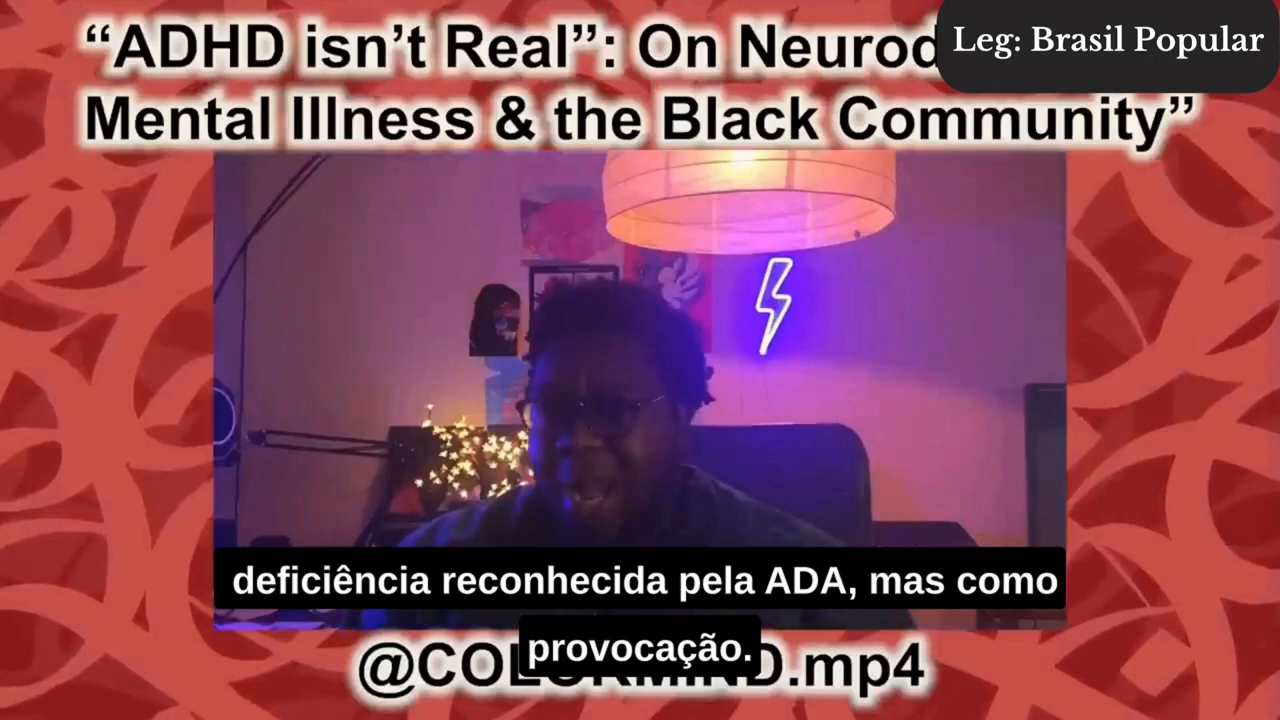 “ADHD isn’t Real”: On Neurod
Leg: Brasil Popular
Mental Illness & the Black Community”
deficiência reconhecida pela ADA, mas como
provocação.
@COLORMIND.mp4